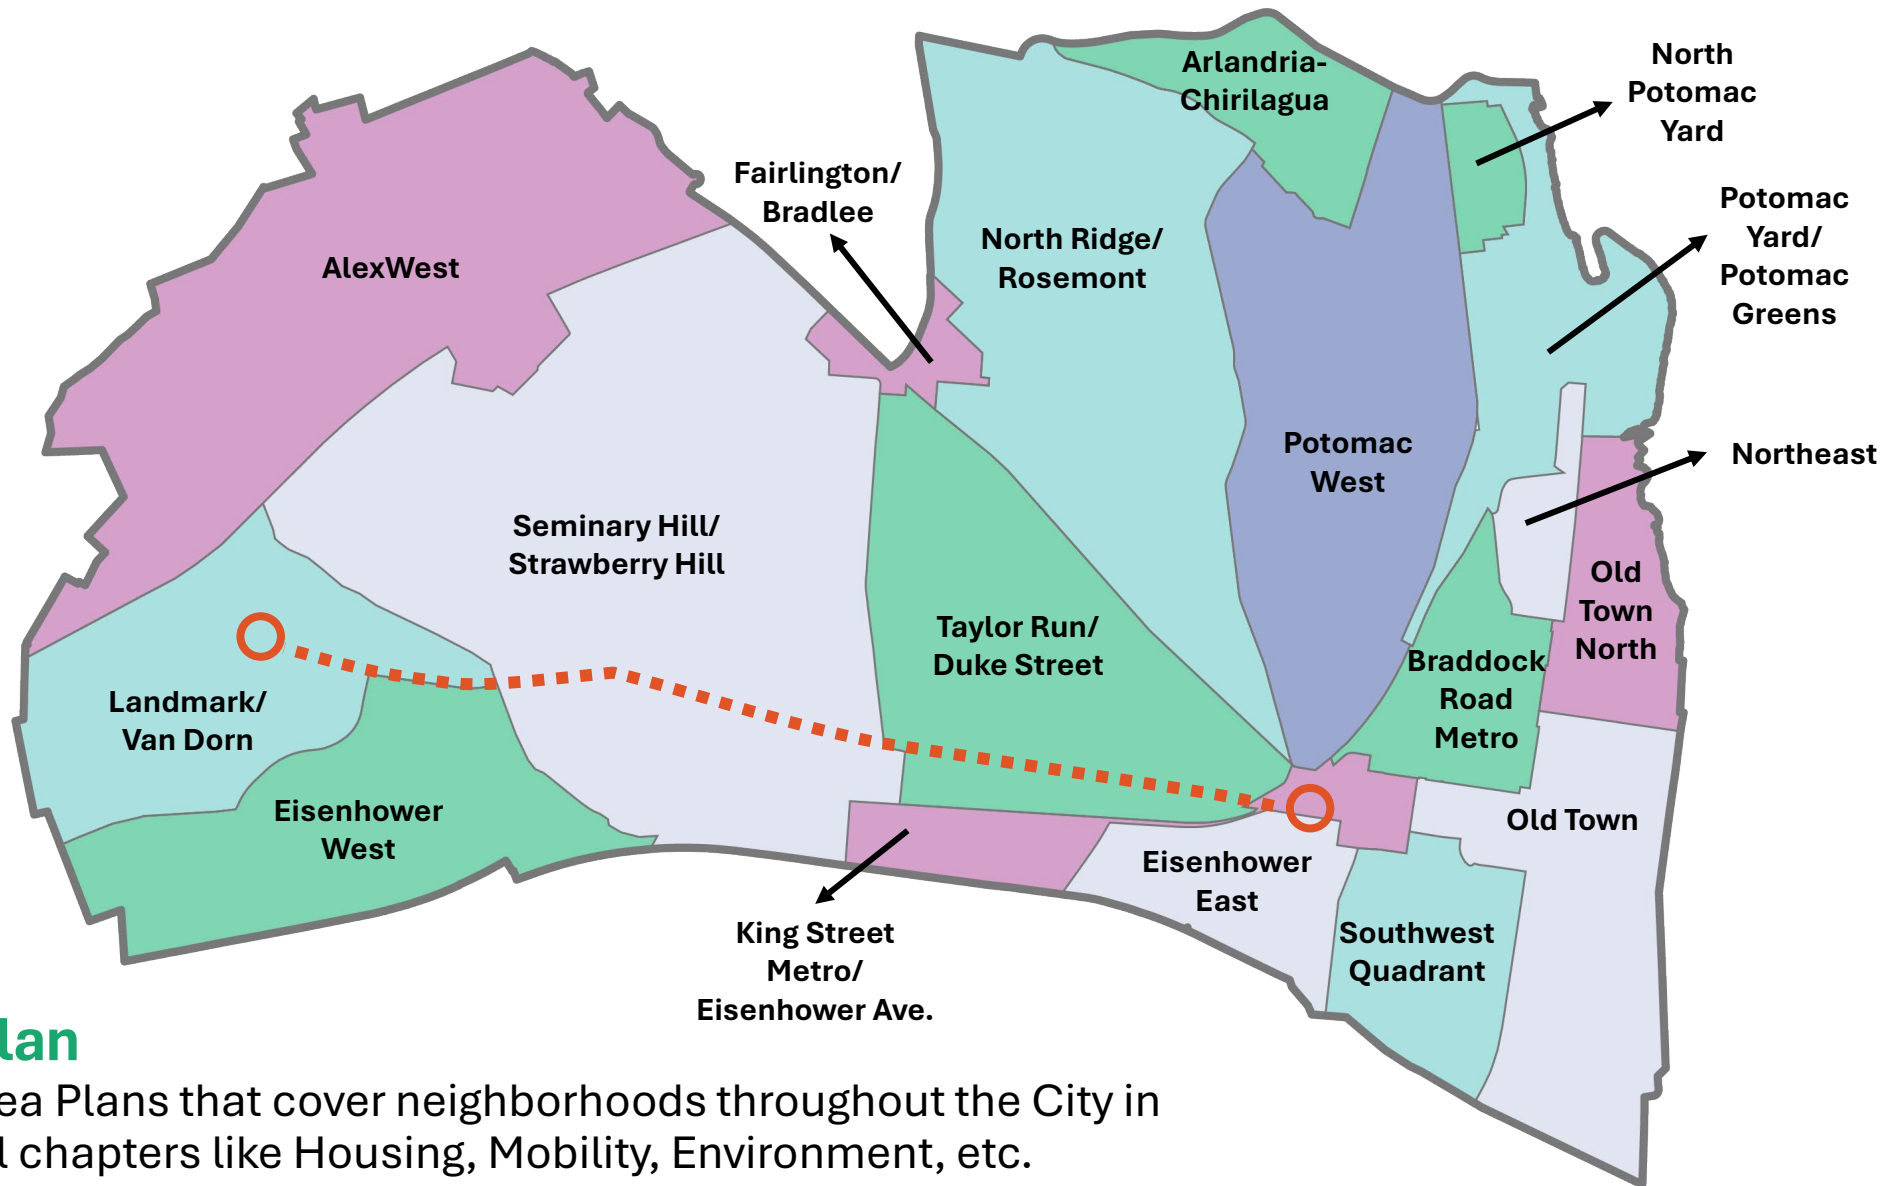 Arlandria-
Chirilagua
North
Potomac
Yard
Fairlington/
Bradlee
Potomac
Yard/
Potomac
Greens
North Ridge/
Rosemont
AlexWest
Potomac
West
Northeast
Seminary Hill/
Strawberry Hill
Old
Town
North
Taylor Run/
Duke Street
Braddock
Road
Metro
Landmark/
Van Dorn
Eisenhower
West
Old Town
Eisenhower
East
King Street
Metro/
Eisenhower Ave.
Southwest
Quadrant
lan
ea Plans that cover neighborhoods throughout the City in
l chapters like Housing, Mobility, Environment, etc.